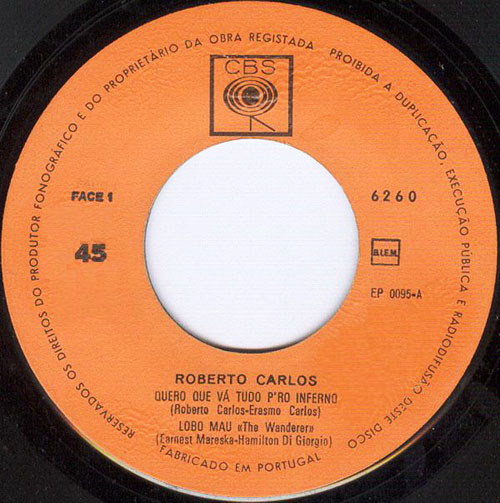 RESERVADOS OS DIREITOS DO PRODUTOR FONOGRÁFICO E DO PROPRIETÁRIO DA OBRA REGISTADA PROIBIDA A DUPLICAÇÃO, EXECUÇÃO PÚBLICA E RADIODIFUSÃO DESTE DISCO
CBS
FACE 1
6260
45
B.I.E.M.
EP 0095-A
ROBERTO CARLOS
QUERO QUE VÁ TUDO P'RO INFERNO
(Roberto Carlos-Erasmo Carlos)
LOBO MAU «The Wanderer»
(Earnest Mareska-Hamilton Di Giorgio)
FABRICADO EM PORTUGAL